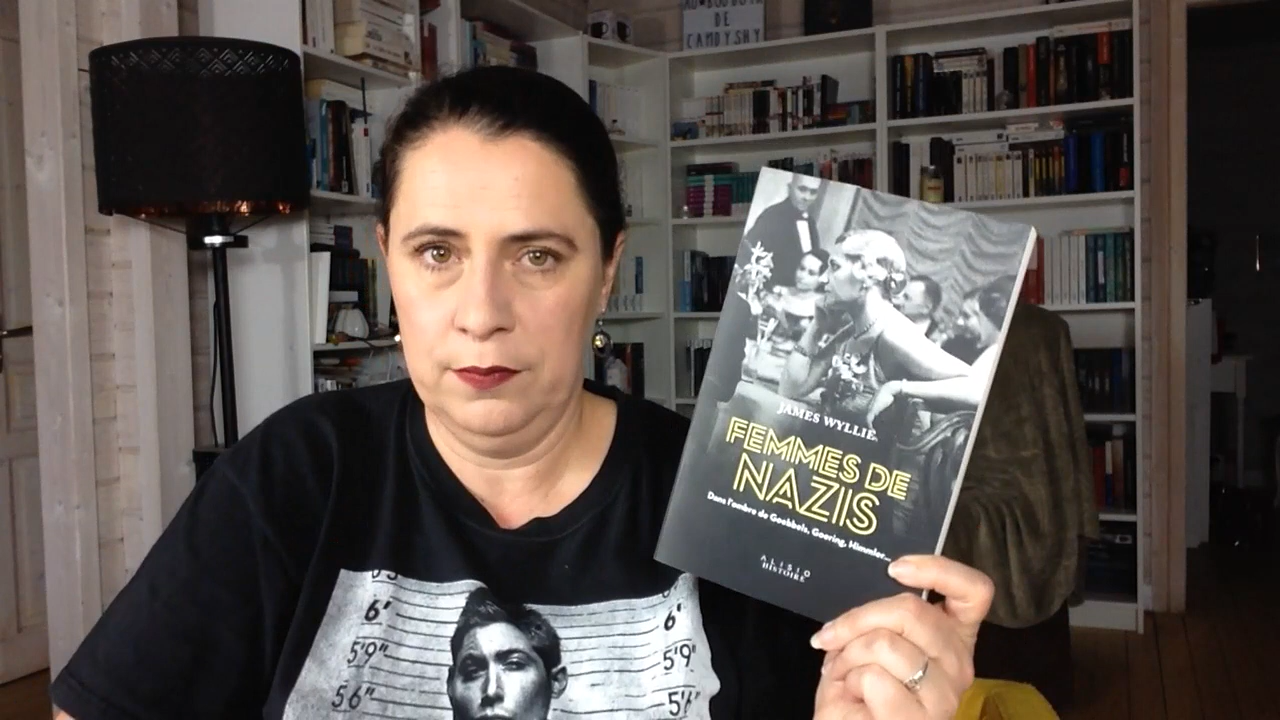 AU BOUDOIR
DE
CANDYSHY
JAMES WYLLIE
FEMMES DE
NAZIS
Dans l'ombre de Goebbels, Goering, Himmler...
ALISIO
HISTOIRE
6'
6'
5'9"
5'9"
5'6"
5'6"